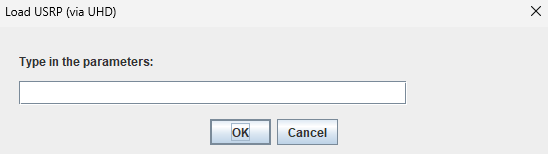 Load USRP (via UHD)
Type in the parameters:
OK Cancel